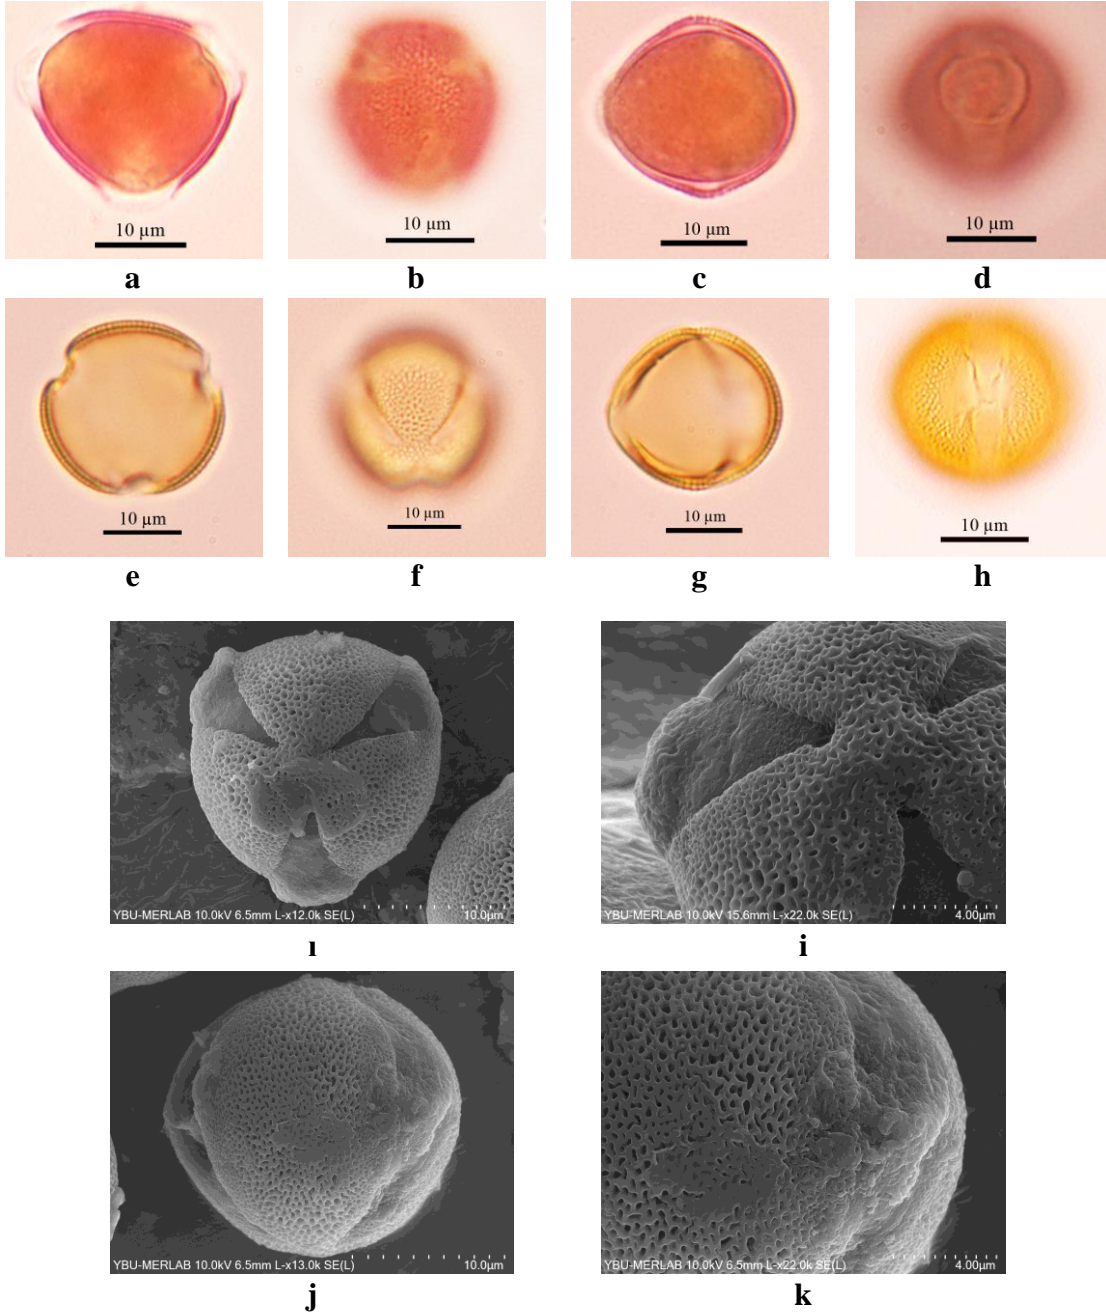 10 µm 10 µm 10 µm 10 µm
a b c d
10 µm 10 µm 10 µm 10 µm
e f g h
YBU-MERLAB 10.0kV 6.5mm L-x12.0k SE(L) 10.0µm YBU-MERLAB 10.0kV 15.6mm L-x22.0k SE(L) 4.00µm
ı i
YBU-MERLAB 10.0kV 6.5mm L-x13.0k SE(L) 10.0µm YBU-MERLAB 10.0kV 6.5mm L-x22.0k SE(L) 4.00µm
j k